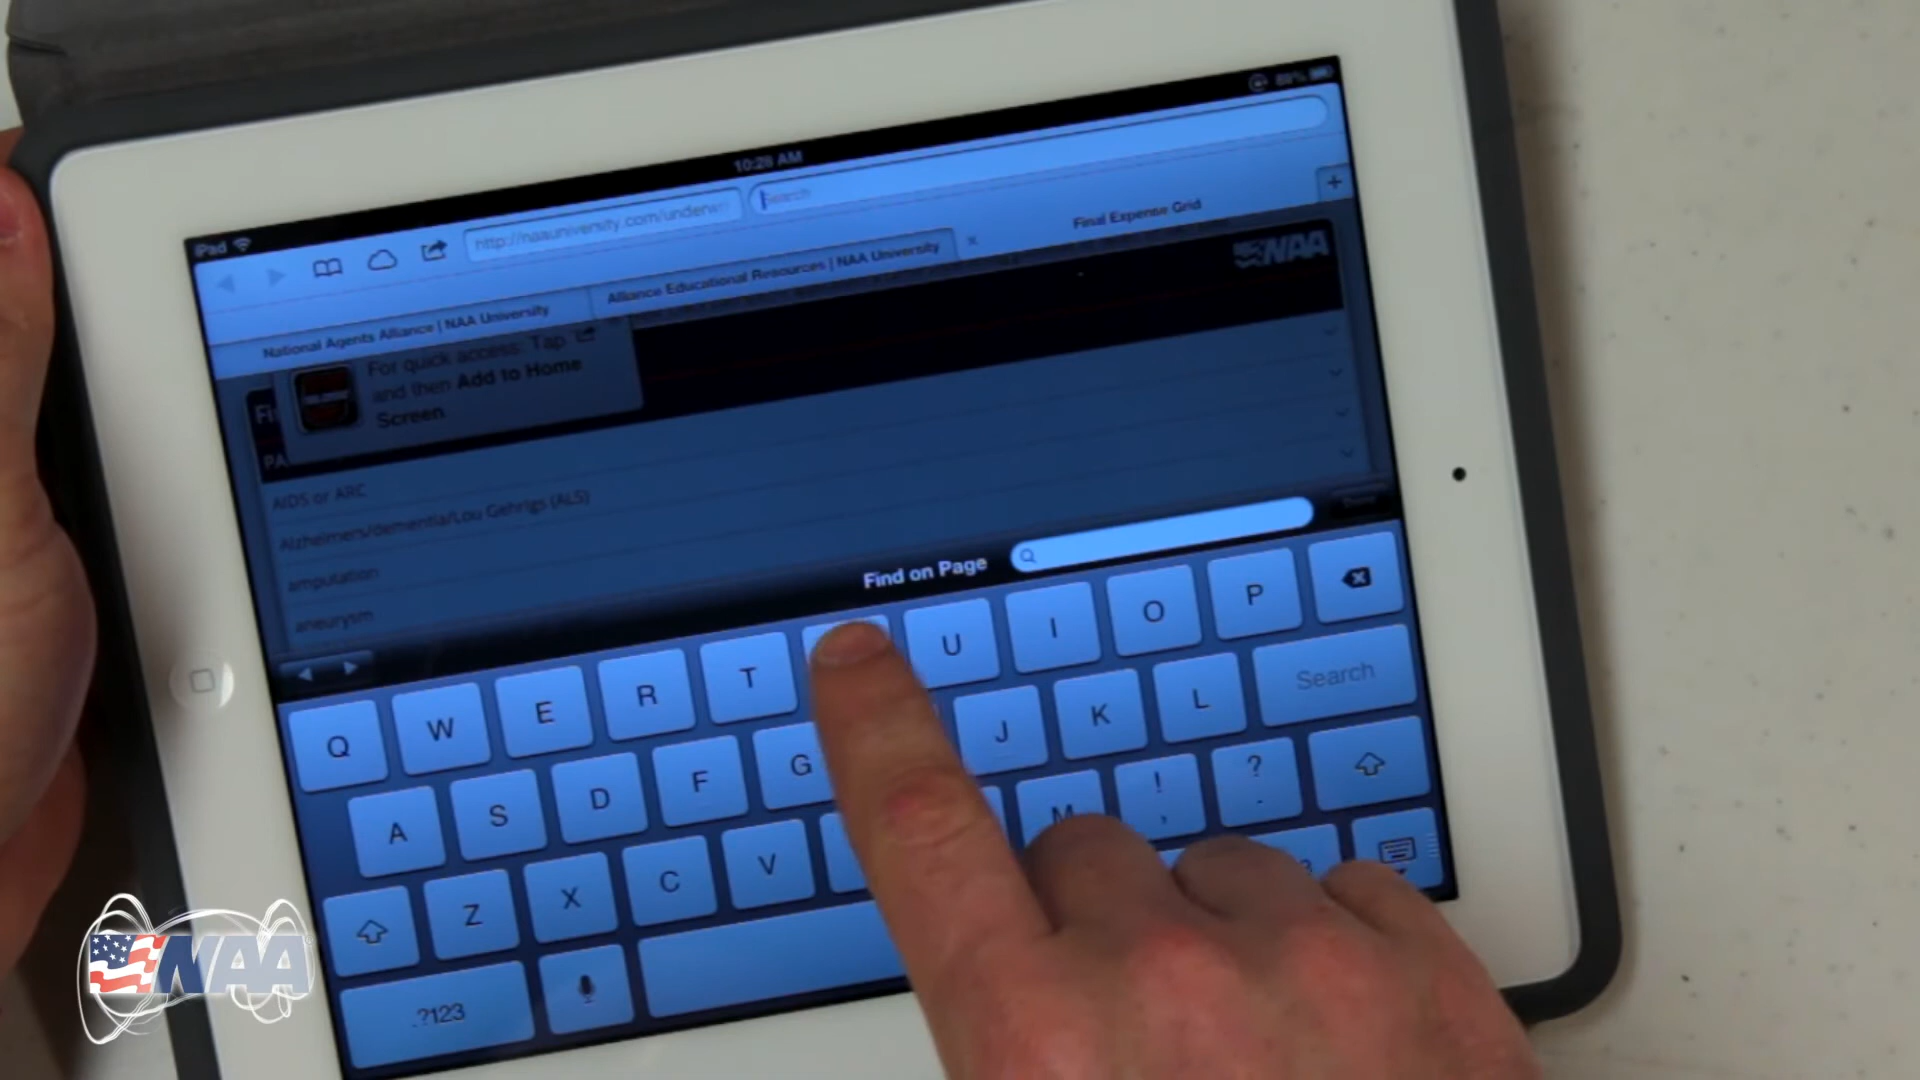 iPad
10:28 AM
http://naauniversity.com/underw
Search
National Agents Alliance | NAA University
Alliance Educational Resources | NAA University
x
Final Expense Grid
+
NAA
For quick access: Tap
and then Add to Home
Screen
Fi
PA
AIDS or ARC
Alzheimers/dementia/Lou Gehrigs (ALS)
amputation
aneurysm
Find on Page
Q W E R T U I O P
A S D F G J K L Search
Z X C V M ! , ? .
.?123
NAA